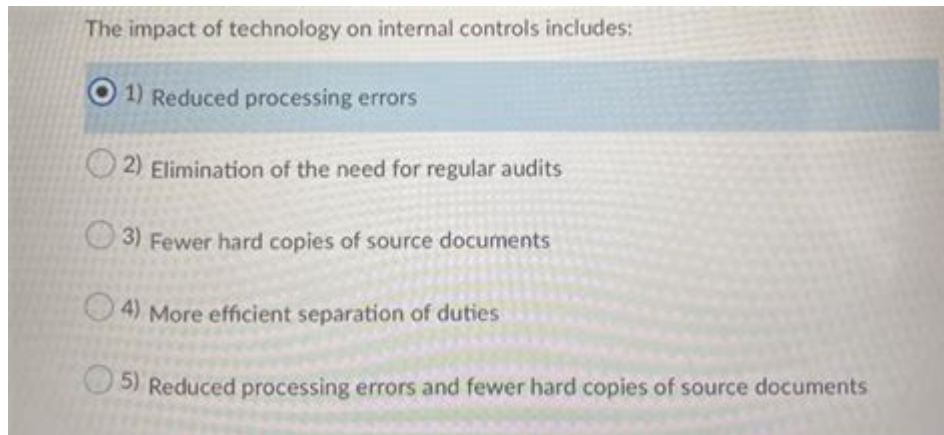 The impact of technology on internal controls includes:
1) Reduced processing errors
2) Elimination of the need for regular audits
3) Fewer hard copies of source documents
4) More efficient separation of duties
5) Reduced processing errors and fewer hard copies of source documents